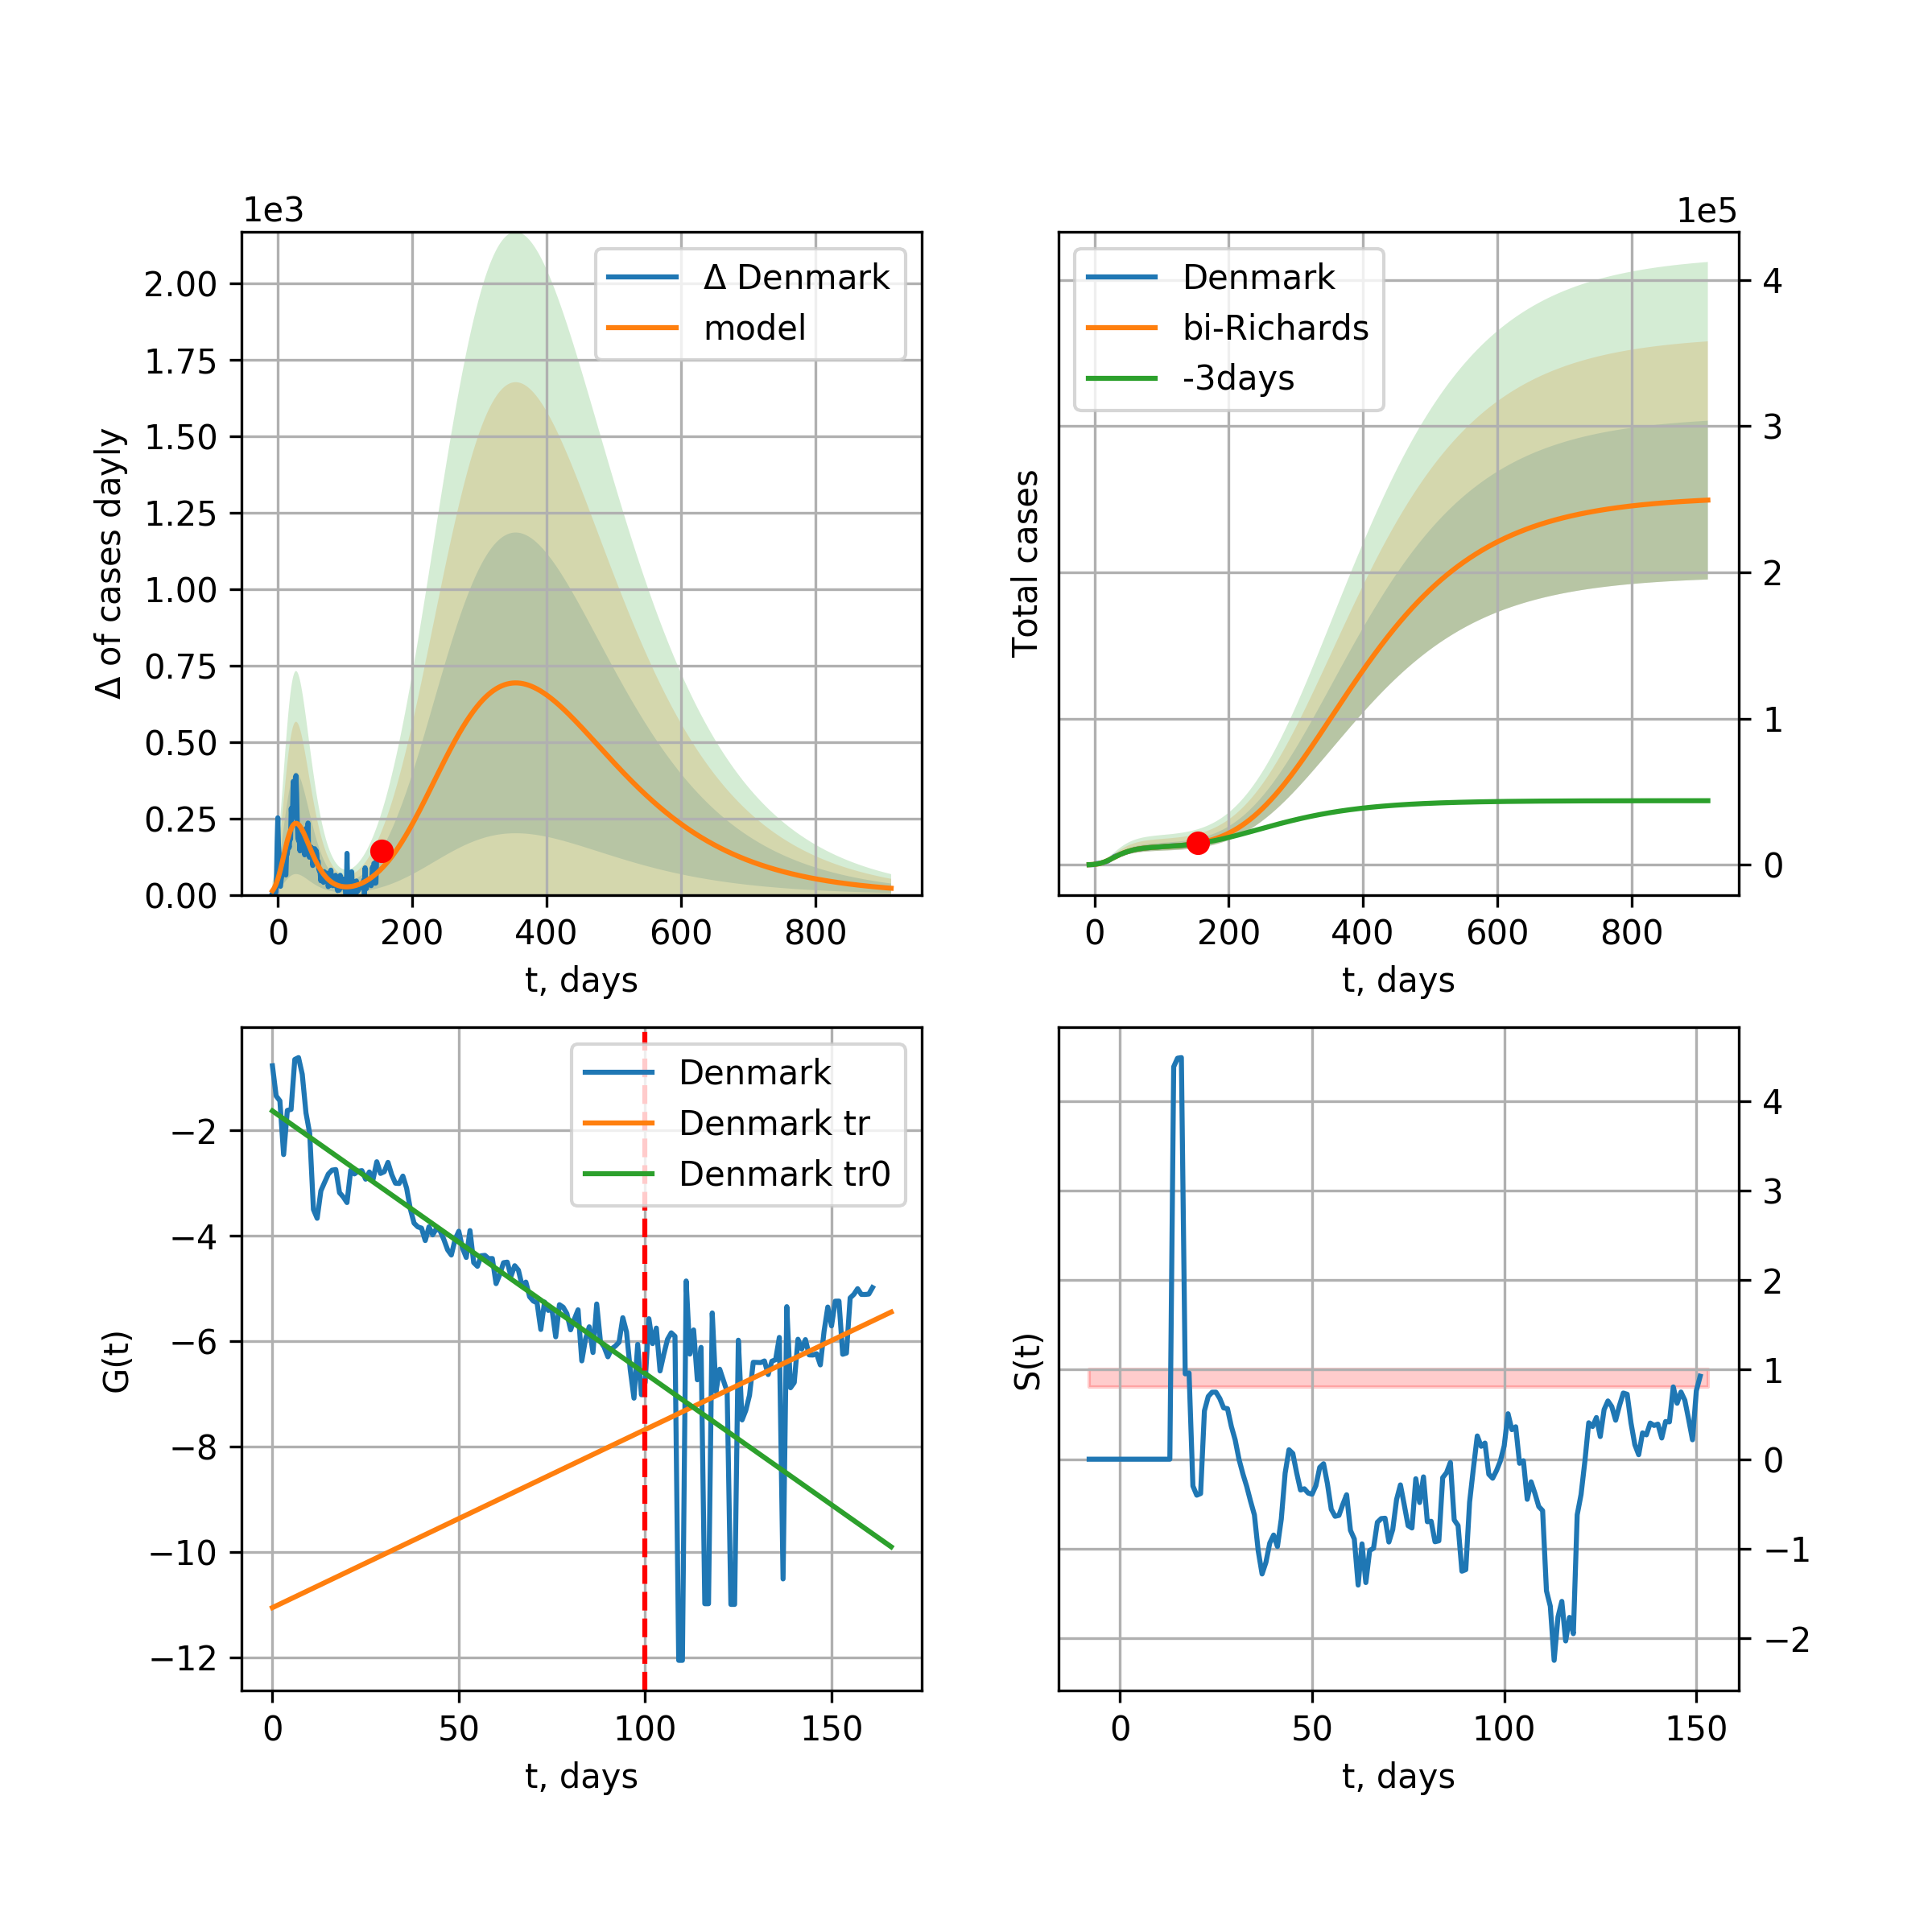 1e3
Δ of cases dayly
2.00
1.75
1.50
1.25
1.00
0.75
0.50
0.25
0.00
Δ Denmark
model
0 200 400 600 800
t, days
1e5
Total cases
Denmark
bi-Richards
-3days
4
3
2
1
0
0 200 400 600 800
t, days
G(t)
−2
−4
−6
−8
−10
−12
Denmark
Denmark tr
Denmark tr0
0 50 100 150
t, days
S(t)
4
3
2
1
0
−1
−2
0 50 100 150
t, days